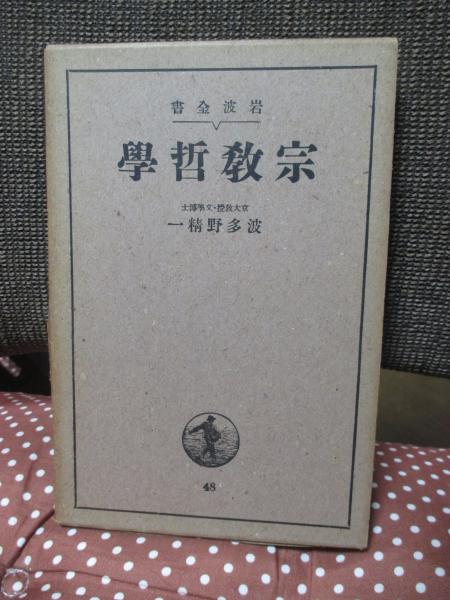 岩波全書
宗教哲學
京大教授・文學博士
波多野精一
48